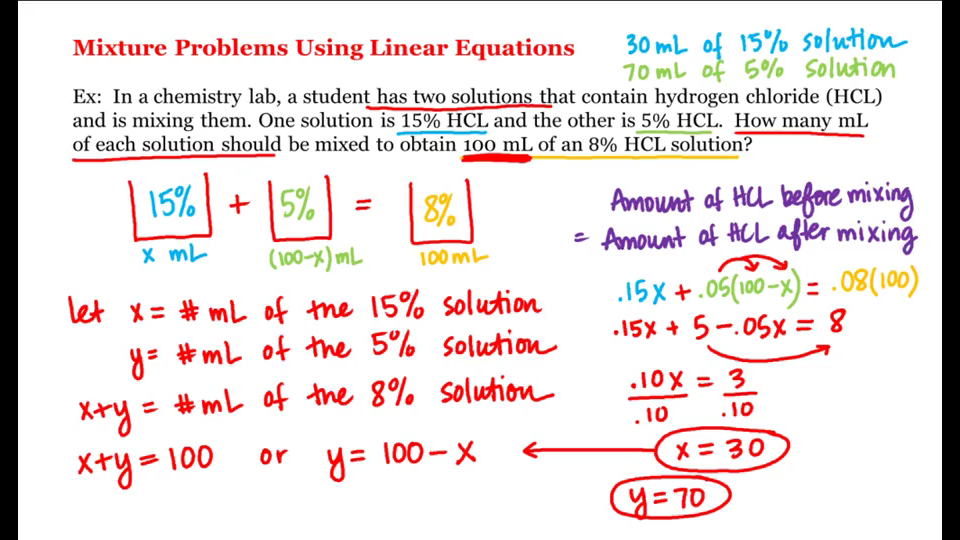 Mixture Problems Using Linear Equations
30 mL of 15% solution
70 mL of 5% solution
Ex: In a chemistry lab, a student has two solutions that contain hydrogen chloride (HCL)
and is mixing them. One solution is 15% HCL and the other is 5% HCL. How many mL
of each solution should be mixed to obtain 100 mL of an 8% HCL solution?
15% + 5% = 8%
x mL (100-x)mL 100mL
let x = # mL of the 15% solution
y = # mL of the 5% solution
x+y = # mL of the 8% solution
x+y = 100 or y = 100 - x
Amount of HCL before mixing
= Amount of HCL after mixing
.15x + .05(100-x) = .08(100)
.15x + 5 - .05x = 8
.10x = 3
.10 .10
x = 30
y = 70